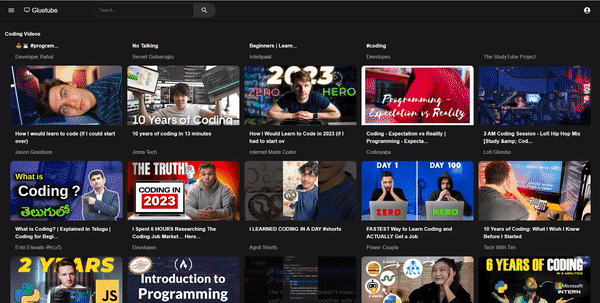 Gluetube
Search...
Coding Videos
#program...
No Talking
Beginners | Learn...
#coding
Developer Rahul
Servet Gulnaroglu
Intellipaat
Devslopes
The StudyTube Project
10 Years of Coding
2023
ZERO
HERO
Programming -
Expectation vs Reality
How I would learn to code (If I could start over)
10 years of coding in 13 minutes
How I Would Learn to Code in 2023 (if I had to start ov
Coding - Expectation vs Reality | Programming - Expecta...
3 AM Coding Session - Lofi Hip Hop Mix [Study &amp; Cod...
Jason Goodison
Joma Tech
Internet Made Coder
Codeyapa
Lofi Ghostie
What is
Coding ?
తెలుగులో
THE TRUTH!
CODING IN
2023
DAY 1
DAY 100
ZERO
HERO
What is Coding? | Explained in Telugu | Coding for Begi...
I Spent 6 HOURS Researching The Coding Job Market... Here...
I LEARNED CODING IN A DAY #shorts
FASTEST Way to Learn Coding and ACTUALLY Get a Job
10 Years of Coding: What I Wish I Knew Before I Started
Devslopes
Agnit Shorts
Power Couple
Tech With Tim
2 YEARS
JS
Introduction to
Programming
6 YEARS OF CODING
Microsoft
INTERN